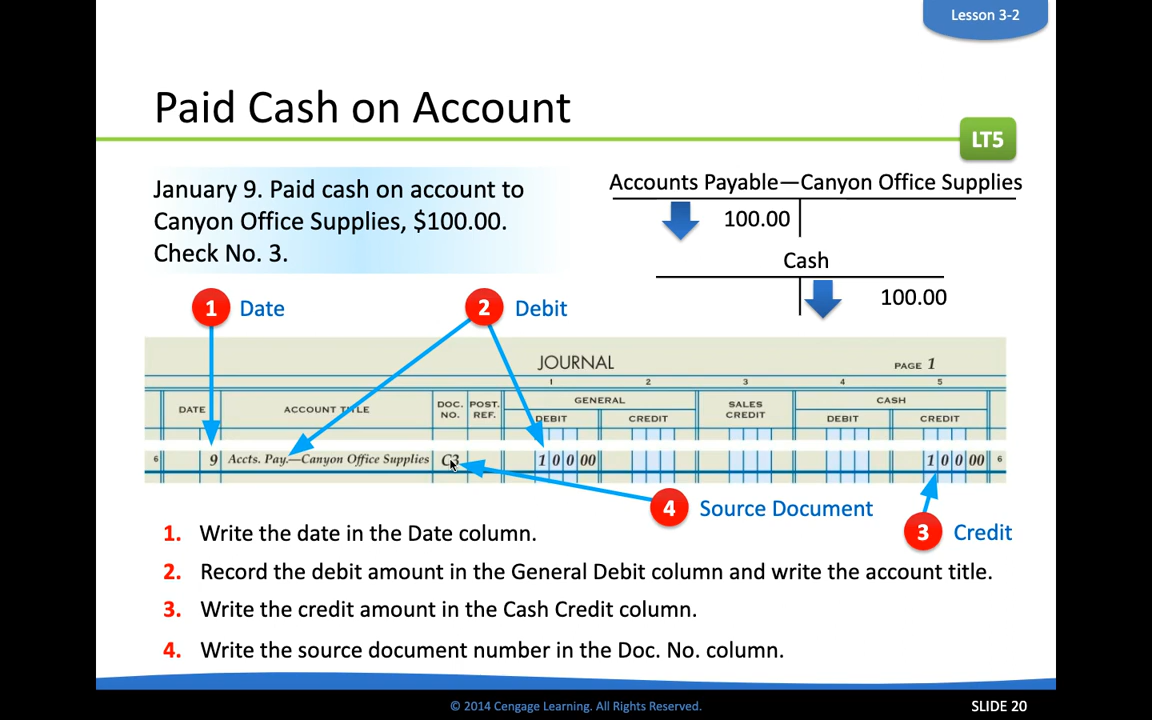 Lesson 3-2
Paid Cash on Account
LT5
January 9. Paid cash on account to
Canyon Office Supplies, $100.00.
Check No. 3.
Accounts Payable—Canyon Office Supplies
100.00
Cash
100.00
1 Date
2 Debit
JOURNAL
PAGE 1
1 2 3 4 5
DATE ACCOUNT TITLE DOC. NO. POST. REF. GENERAL DEBIT CREDIT SALES CREDIT CASH DEBIT CREDIT
6 9 Accts. Pay.—Canyon Office Supplies C3 100 00 100 00 6
4 Source Document
3 Credit
1. Write the date in the Date column.
2. Record the debit amount in the General Debit column and write the account title.
3. Write the credit amount in the Cash Credit column.
4. Write the source document number in the Doc. No. column.
© 2014 Cengage Learning. All Rights Reserved.
SLIDE 20